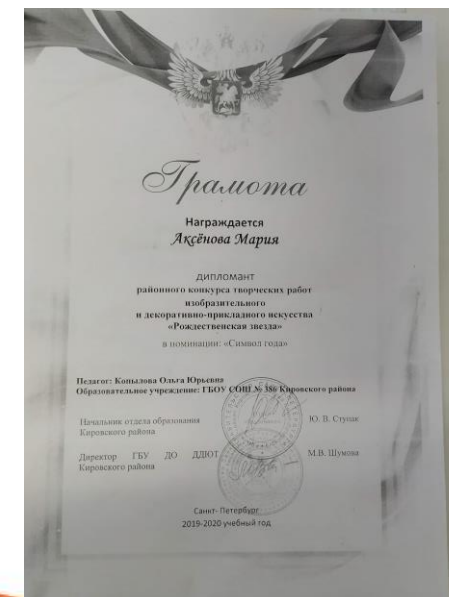 Грамота
Награждается
Аксёнова Мария
дипломант
районного конкурса творческих работ
изобразительного
и декоративно-прикладного искусства
«Рождественская звезда»
в номинации: «Символ года»
Педагог: Копылова Ольга Юрьевна
Образовательное учреждение: ГБОУ СОШ № 386 Кировского района
Начальник отдела образования Ю. В. Ступак
Кировского района
Директор ГБУ ДО ДДЮТ М.В. Шумова
Кировского района
Санкт- Петербург
2019-2020 учебный год